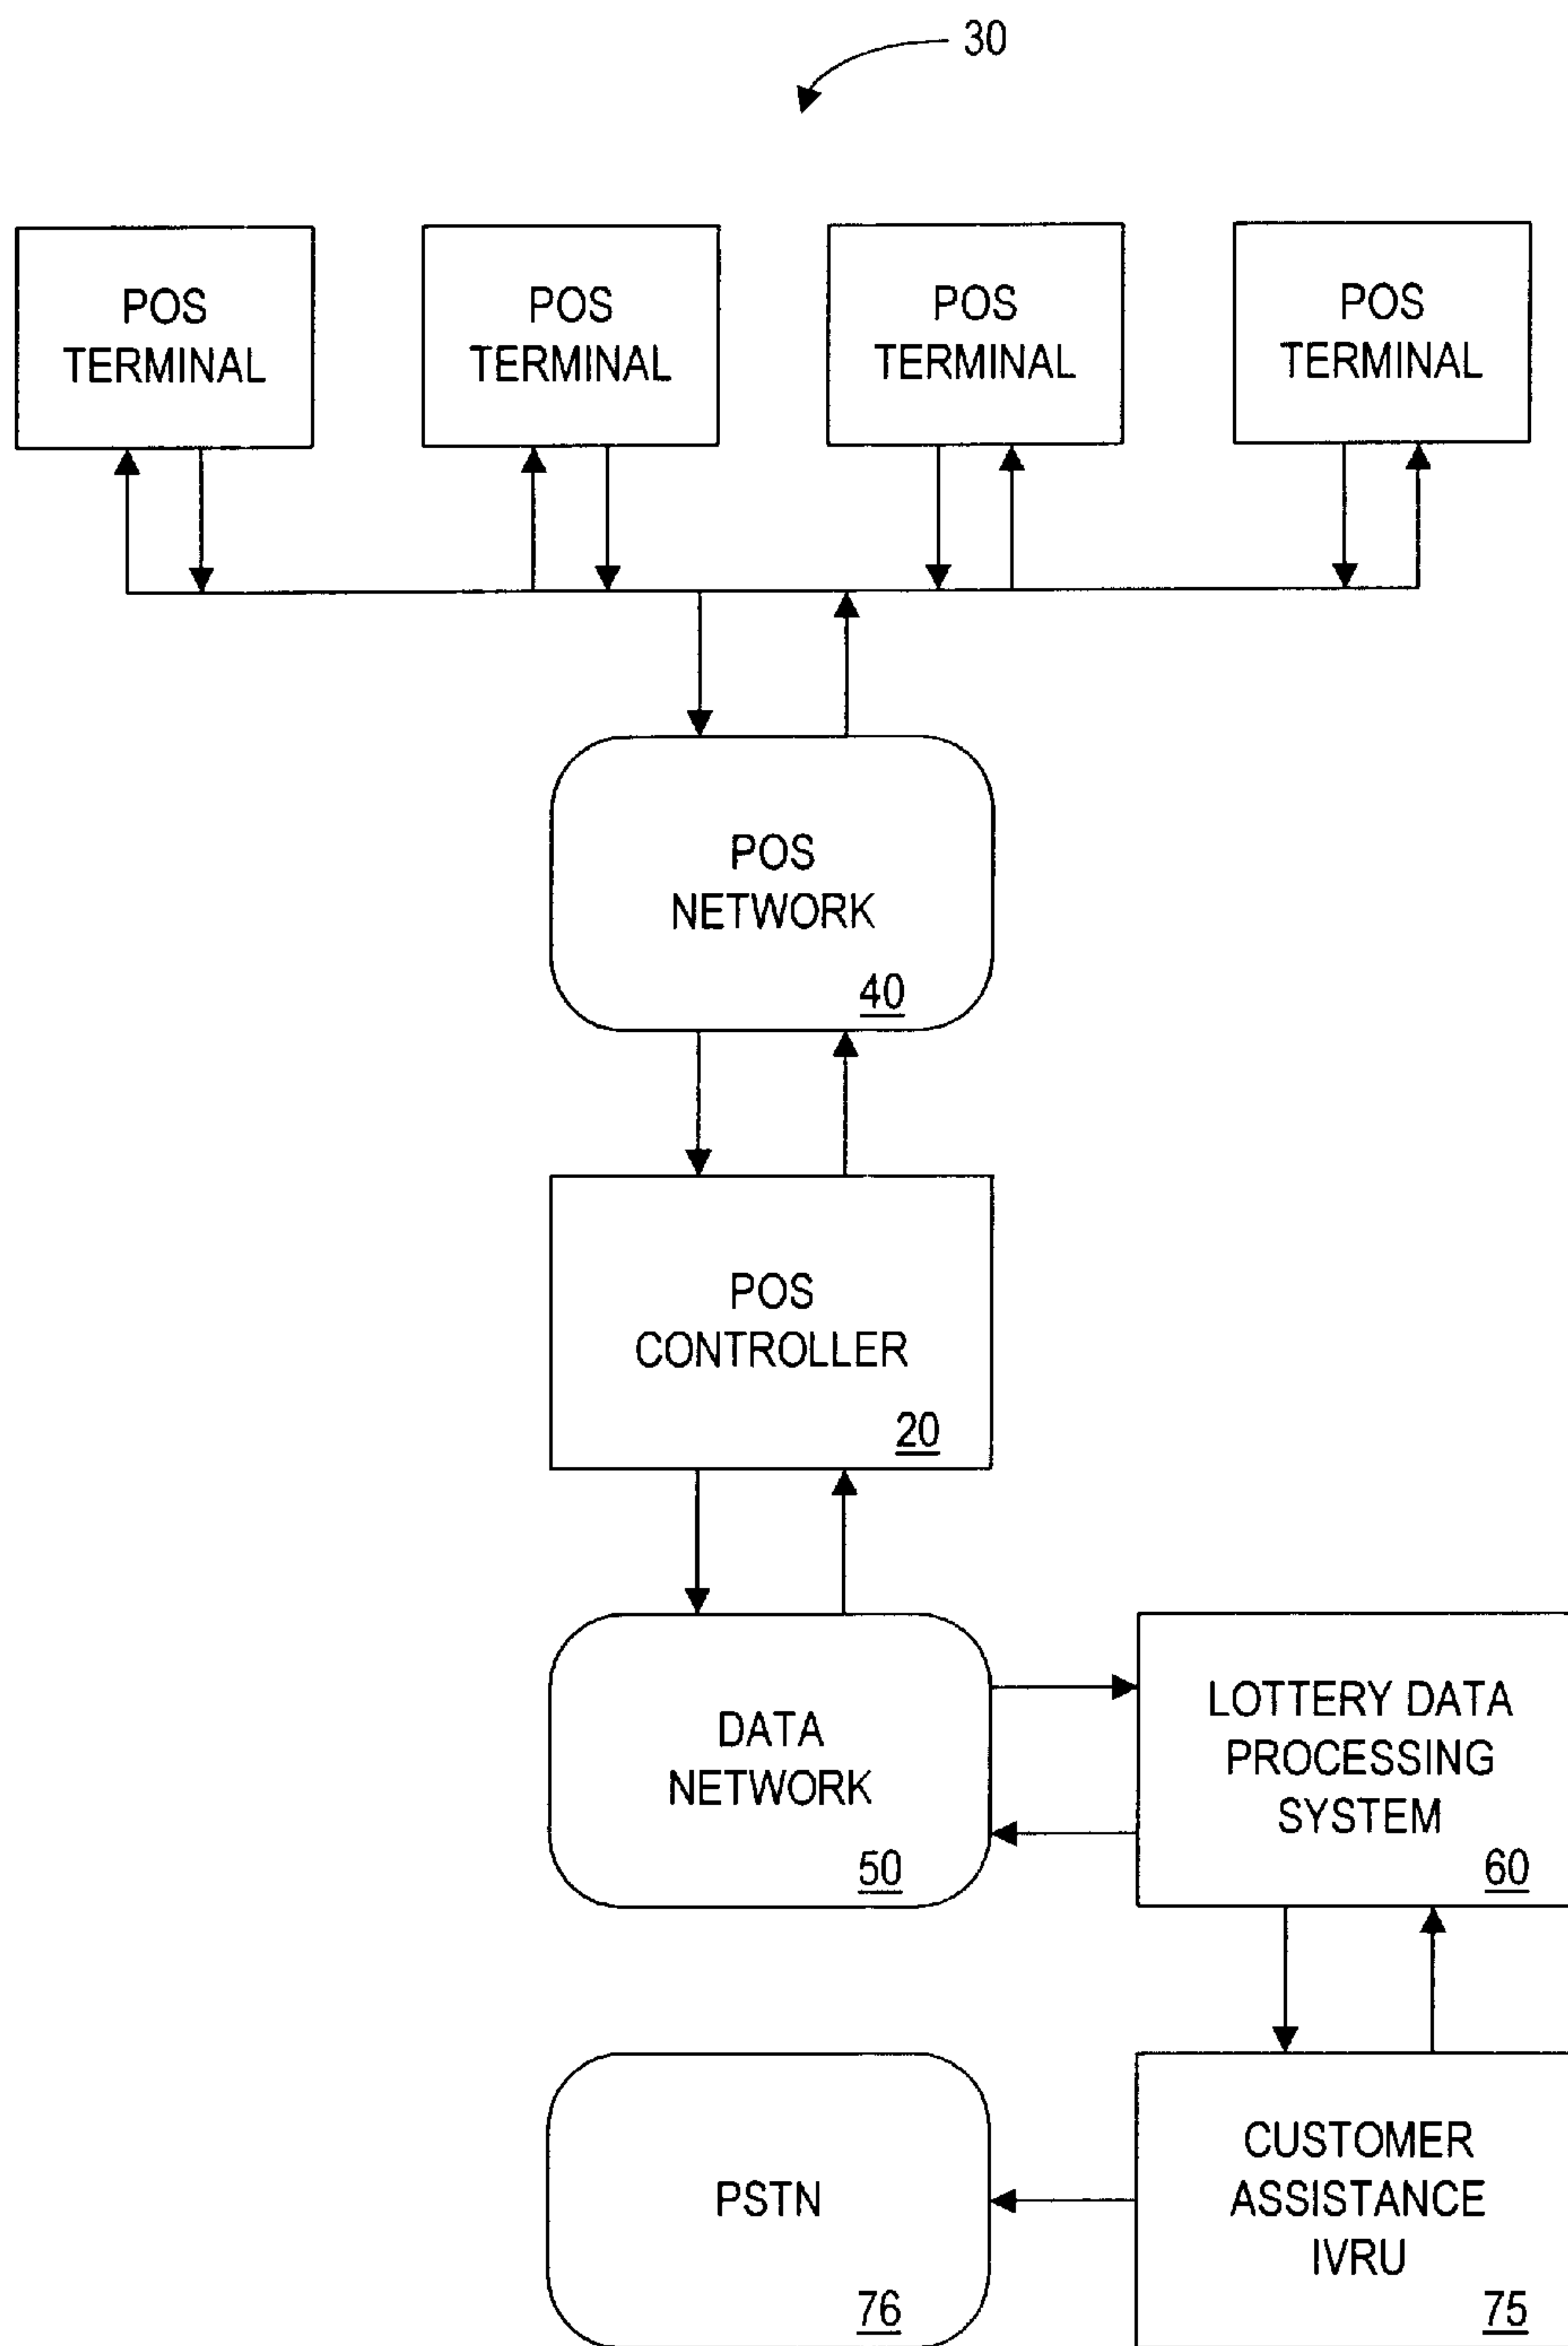 30
POS
TERMINAL
POS
TERMINAL
POS
TERMINAL
POS
TERMINAL
POS
NETWORK
40
POS
CONTROLLER
20
DATA
NETWORK
50
LOTTERY DATA
PROCESSING
SYSTEM
60
PSTN
76
CUSTOMER
ASSISTANCE
IVRU
75